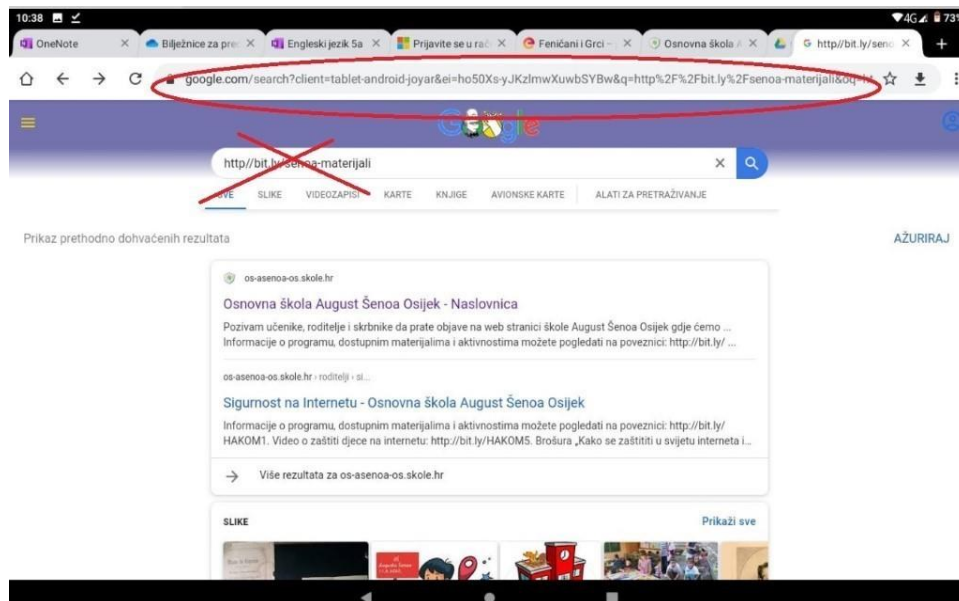 10:38 4G 73%
OneNote Bilježnice za pre Engleski jezik 5a Prijavite se u rač Feničani i Grci – Osnovna škola A http//bit.ly/seno
google.com/search?client=tablet-android-joyar&ei=ho50Xs-yJKzlmwXuwbSYBw&q=http%2F%2Fbit.ly%2Fsenoa-materijali&oq=
Google
http//bit.ly/senoa-materijali
SVE SLIKE VIDEOZAPISI KARTE KNJIGE AVIONSKE KARTE ALATI ZA PRETRAŽIVANJE
Prikaz prethodno dohvaćenih rezultata AŽURIRAJ
os-asenoa-os.skole.hr
Osnovna škola August Šenoa Osijek - Naslovnica
Pozivam učenike, roditelje i skrbnike da prate objave na web stranici škole August Šenoa Osijek gdje ćemo ...
Informacije o programu, dostupnim materijalima i aktivnostima možete pogledati na poveznici: http://bit.ly/ ...
os-asenoa-os.skole.hr › roditelji › si...
Sigurnost na Internetu - Osnovna škola August Šenoa Osijek
Informacije o programu, dostupnim materijalima i aktivnostima možete pogledati na poveznici: http://bit.ly/
HAKOM1. Video o zaštiti djece na internetu: http://bit.ly/HAKOM5. Brošura „Kako se zaštititi u svijetu interneta i...
Više rezultata za os-asenoa-os.skole.hr
SLIKE Prikaži sve